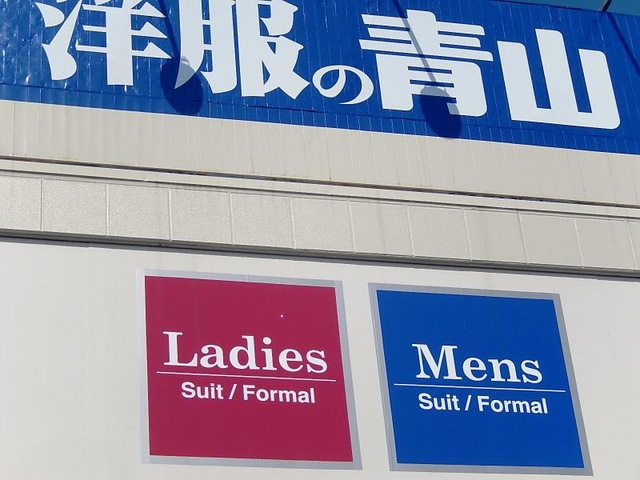 洋服の青山
Ladies
Suit / Formal
Mens
Suit / Formal